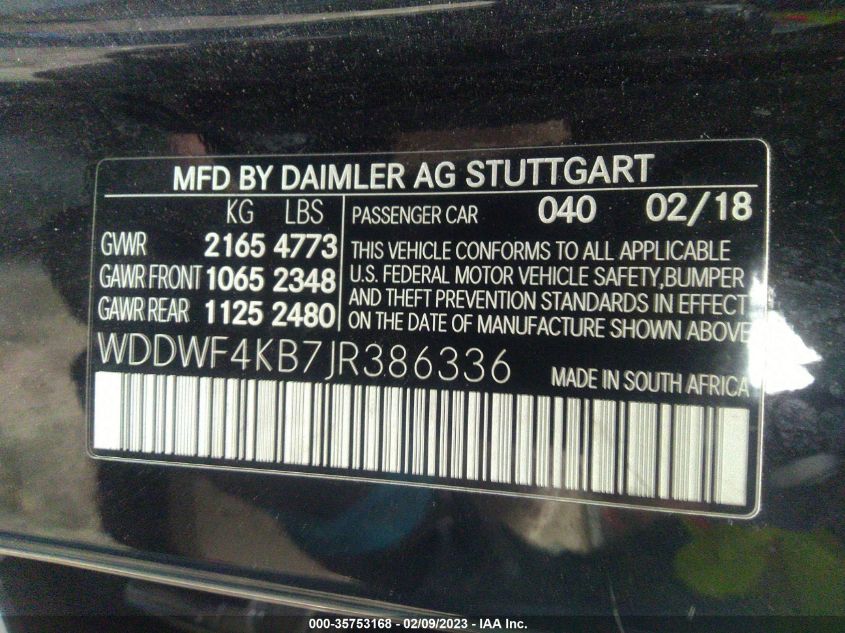 MFD BY DAIMLER AG STUTTGART
KG LBS
GVWR 2165 4773
GAWR FRONT 1065 2348
GAWR REAR 1125 2480
PASSENGER CAR 040 02/18
THIS VEHICLE CONFORMS TO ALL APPLICABLE
U.S. FEDERAL MOTOR VEHICLE SAFETY,BUMPER
AND THEFT PREVENTION STANDARDS IN EFFECT
ON THE DATE OF MANUFACTURE SHOWN ABOVE
WDDWF4KB7JR386336
MADE IN SOUTH AFRICA
000-35753168 - 02/09/2023 - IAA Inc.